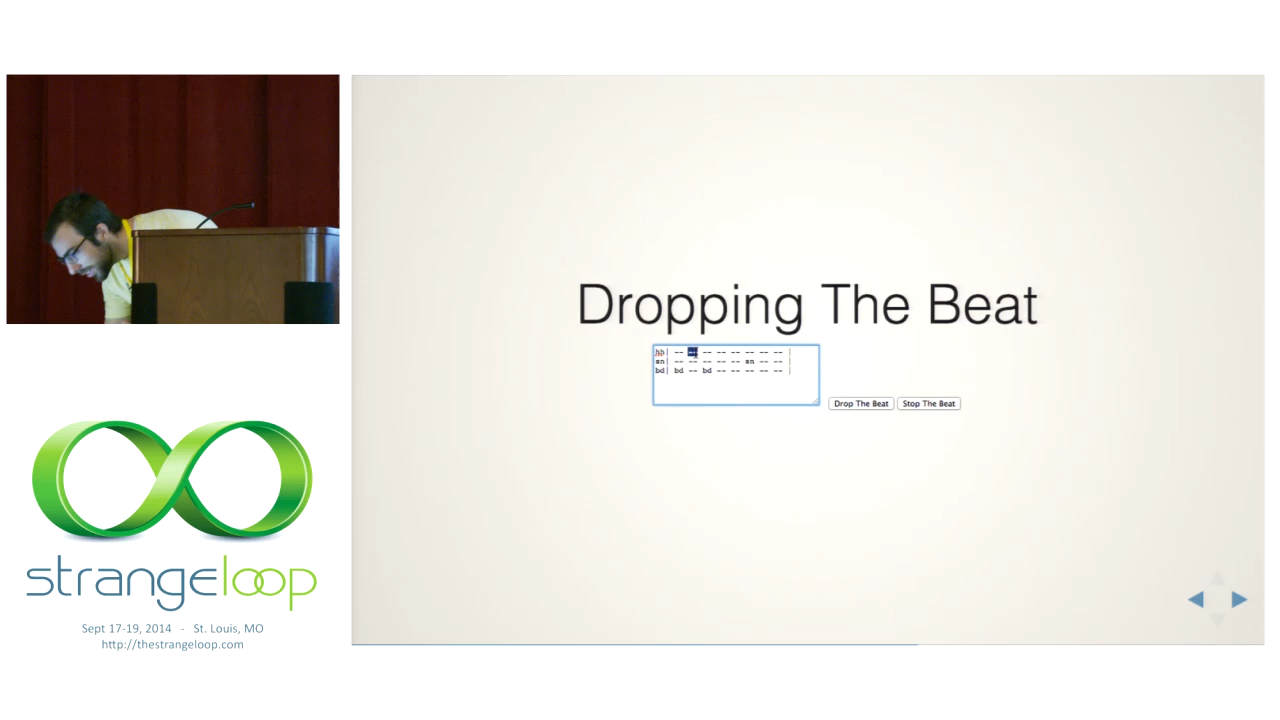 Dropping The Beat
hh| -- -- -- -- -- -- -- -- |
sn| -- -- -- -- -- sn -- -- |
bd| bd -- bd -- -- -- -- -- |
Drop The Beat
Stop The Beat
strangeloop
Sept 17-19, 2014 - St. Louis, MO
http://thestrangeloop.com